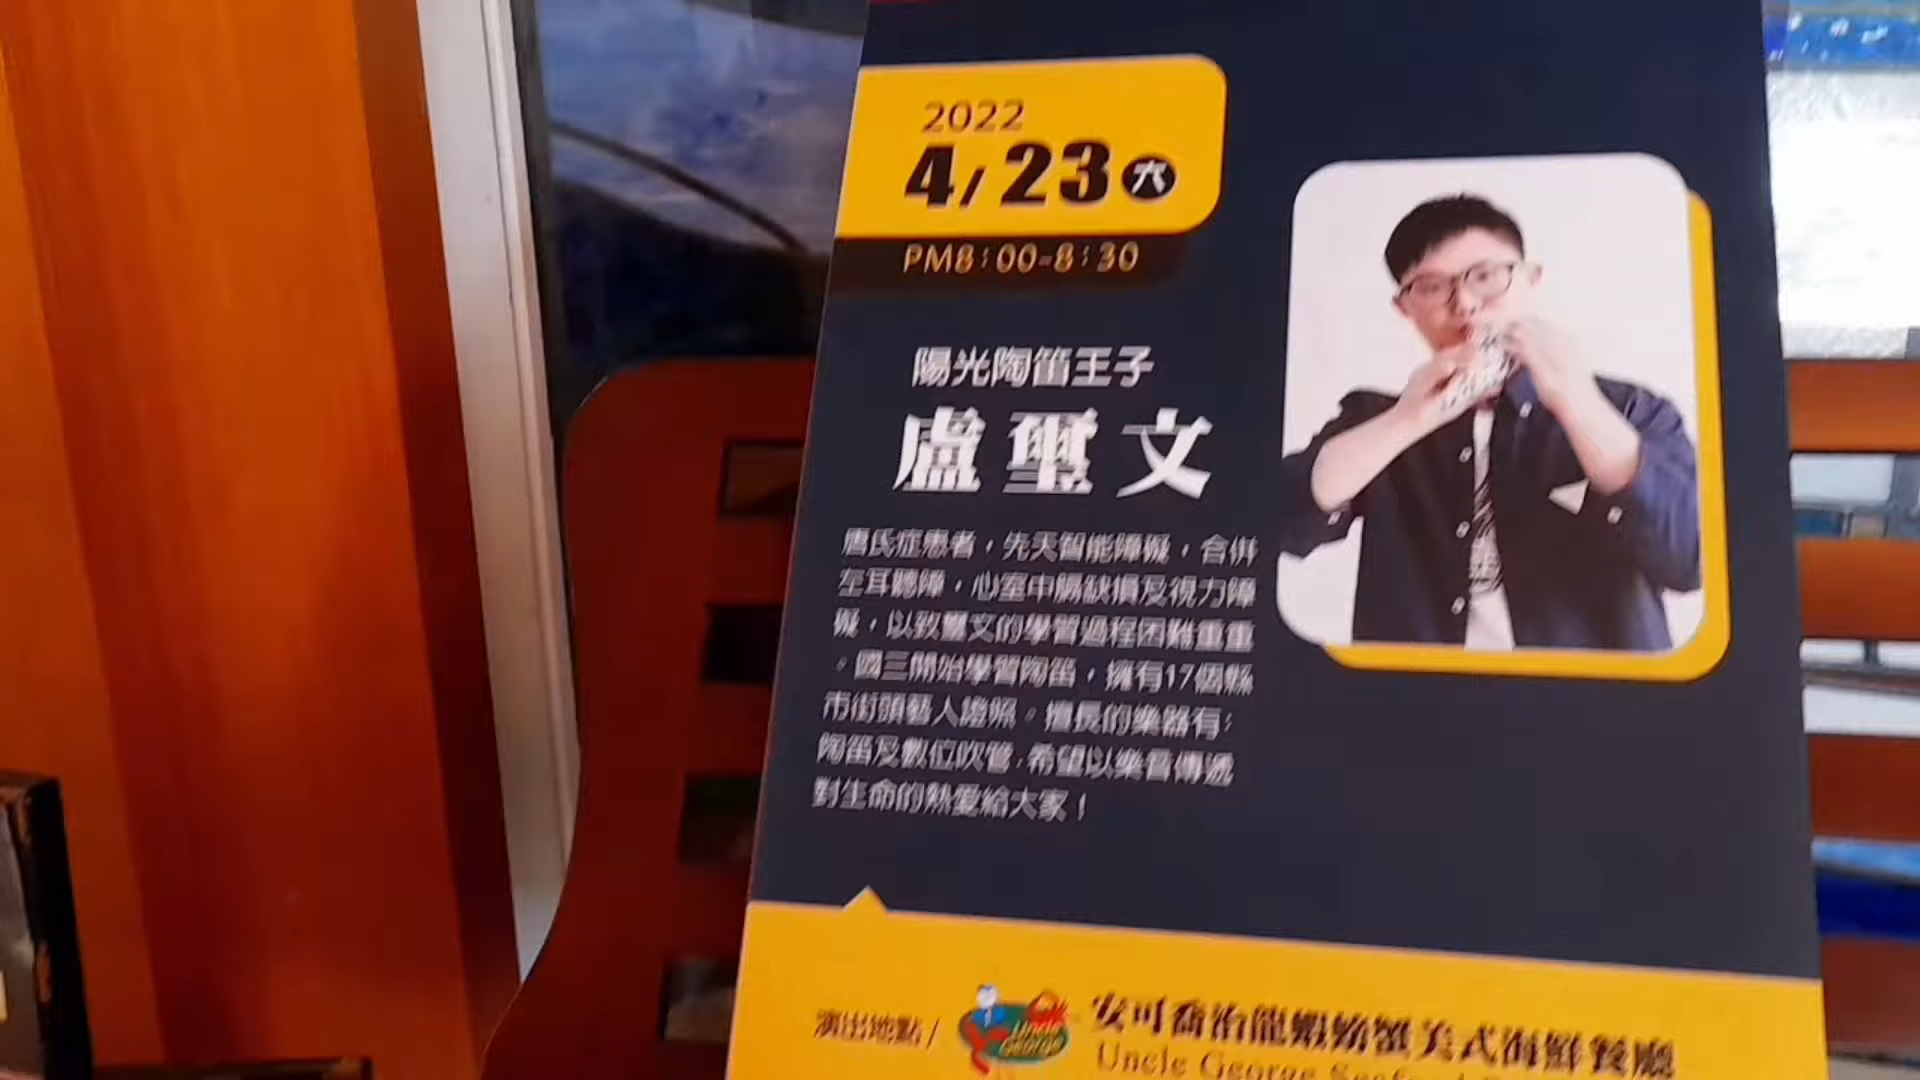 2022
4/23 六
PM8:00-8:30
陽光陶笛王子
盧璽文
唐氏症患者，先天智能障礙，合併
左耳聽障，心室中膈缺損及視力障
礙，以致璽文的學習過程困難重重
。國三開始學習陶笛，擁有17個縣
市街頭藝人證照。擅長的樂器有:
陶笛及數位吹管,希望以樂音傳遞
對生命的熱愛給大家!
演出地點/
Uncle George
安可喬治龍蝦螃蟹美式海鮮餐廳
Uncle George Seafood